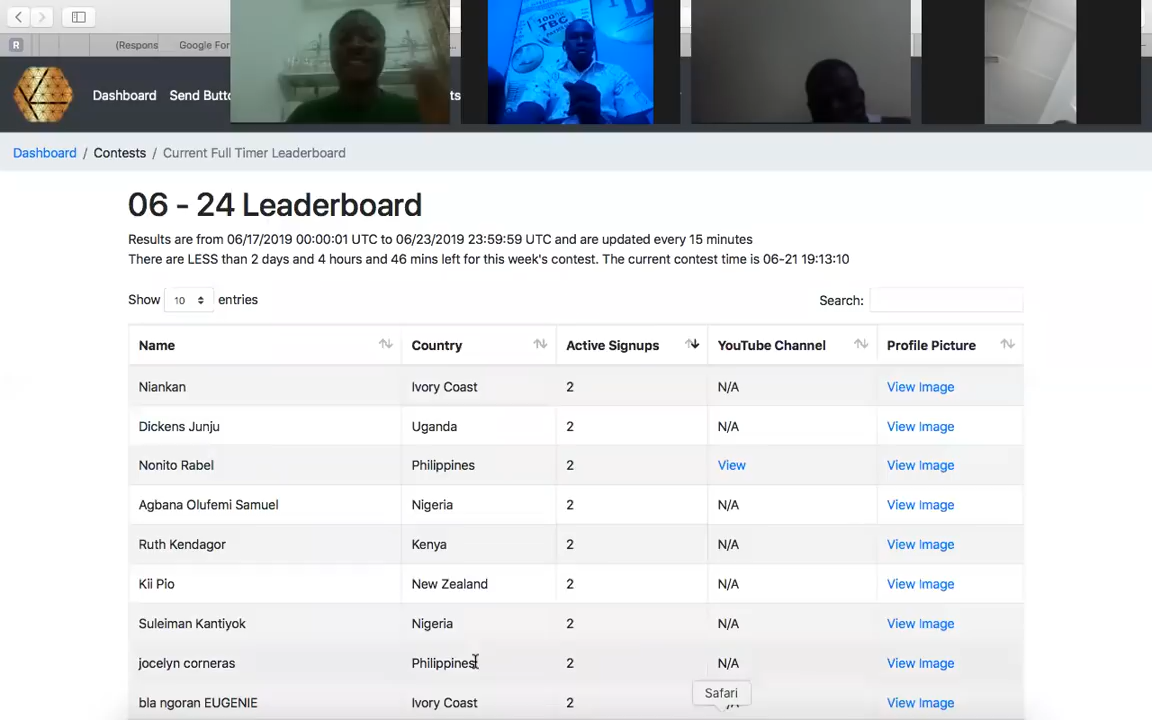 R
(Respons
Google For
100%
TBC
Dashboard
Send Butto
ts
Dashboard / Contests / Current Full Timer Leaderboard
06 - 24 Leaderboard
Results are from 06/17/2019 00:00:01 UTC to 06/23/2019 23:59:59 UTC and are updated every 15 minutes
There are LESS than 2 days and 4 hours and 46 mins left for this week's contest. The current contest time is 06-21 19:13:10
Show 10 entries
Search:
Name Country Active Signups YouTube Channel Profile Picture
Niankan Ivory Coast 2 N/A View Image
Dickens Junju Uganda 2 N/A View Image
Nonito Rabel Philippines 2 View View Image
Agbana Olufemi Samuel Nigeria 2 N/A View Image
Ruth Kendagor Kenya 2 N/A View Image
Kii Pio New Zealand 2 N/A View Image
Suleiman Kantiyok Nigeria 2 N/A View Image
jocelyn corneras Philippines 2 N/A View Image
Safari
bla ngoran EUGENIE Ivory Coast 2 N/A View Image